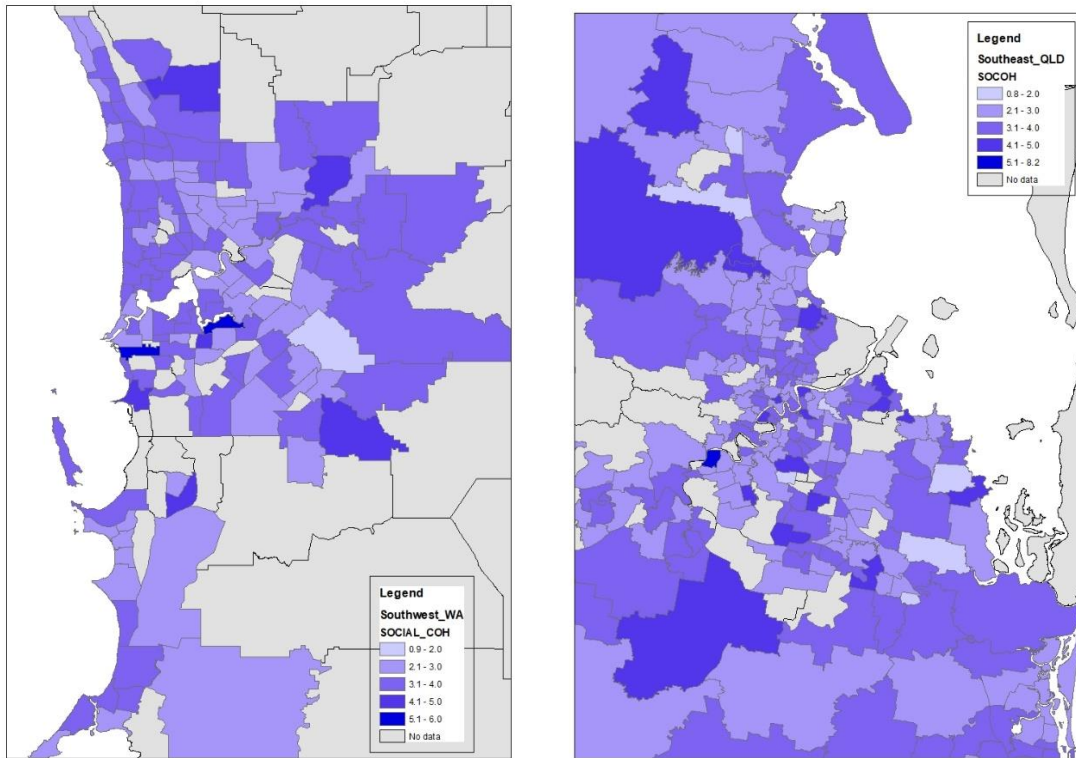 Legend
Southwest_WA
SOCIAL_COH
0.9 - 2.0
2.1 - 3.0
3.1 - 4.0
4.1 - 5.0
5.1 - 6.0
No data
Legend
Southeast_QLD
SOCOH
0.8 - 2.0
2.1 - 3.0
3.1 - 4.0
4.1 - 5.0
5.1 - 8.2
No data